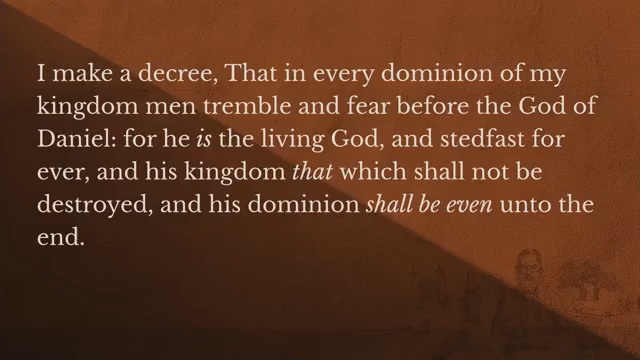 I make a decree, That in every dominion of my
kingdom men tremble and fear before the God of
Daniel: for he is the living God, and stedfast for
ever, and his kingdom that which shall not be
destroyed, and his dominion shall be even unto the
end.